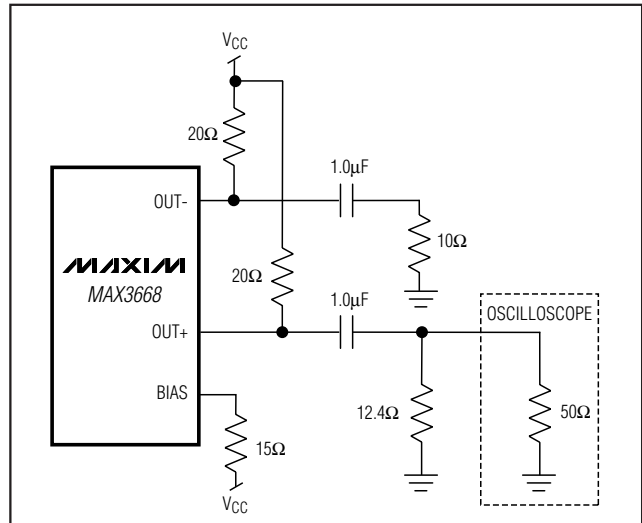 VCC
20Ω
1.0μF
OUT-
10Ω
MAXIM
MAX3668
20Ω
1.0μF
OSCILLOSCOPE
OUT+
BIAS
12.4Ω
50Ω
15Ω
VCC